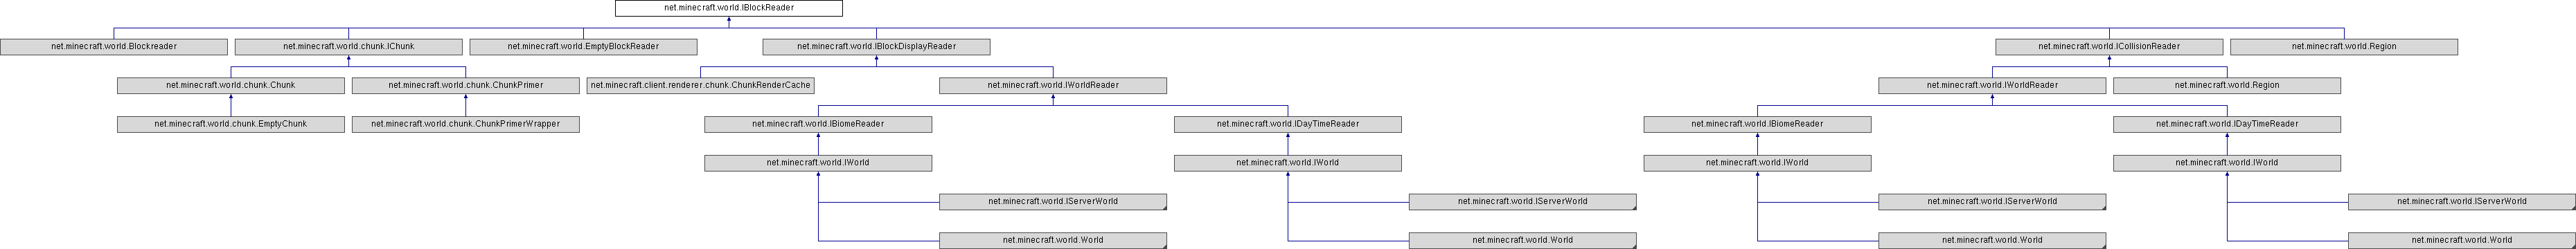 net.minecraft.world.IBlockReader
net.minecraft.world.Blockreader
net.minecraft.world.chunk.IChunk
net.minecraft.world.EmptyBlockReader
net.minecraft.world.IBlockDisplayReader
net.minecraft.world.ICollisionReader
net.minecraft.world.Region
net.minecraft.world.chunk.Chunk
net.minecraft.world.chunk.ChunkPrimer
net.minecraft.client.renderer.chunk.ChunkRenderCache
net.minecraft.world.IWorldReader
net.minecraft.world.IWorldReader
net.minecraft.world.Region
net.minecraft.world.chunk.EmptyChunk
net.minecraft.world.chunk.ChunkPrimerWrapper
net.minecraft.world.IBiomeReader
net.minecraft.world.IDayTimeReader
net.minecraft.world.IBiomeReader
net.minecraft.world.IDayTimeReader
net.minecraft.world.IWorld
net.minecraft.world.IWorld
net.minecraft.world.IWorld
net.minecraft.world.IWorld
net.minecraft.world.IServerWorld
net.minecraft.world.IServerWorld
net.minecraft.world.IServerWorld
net.minecraft.world.IServerWorld
net.minecraft.world.World
net.minecraft.world.World
net.minecraft.world.World
net.minecraft.world.World